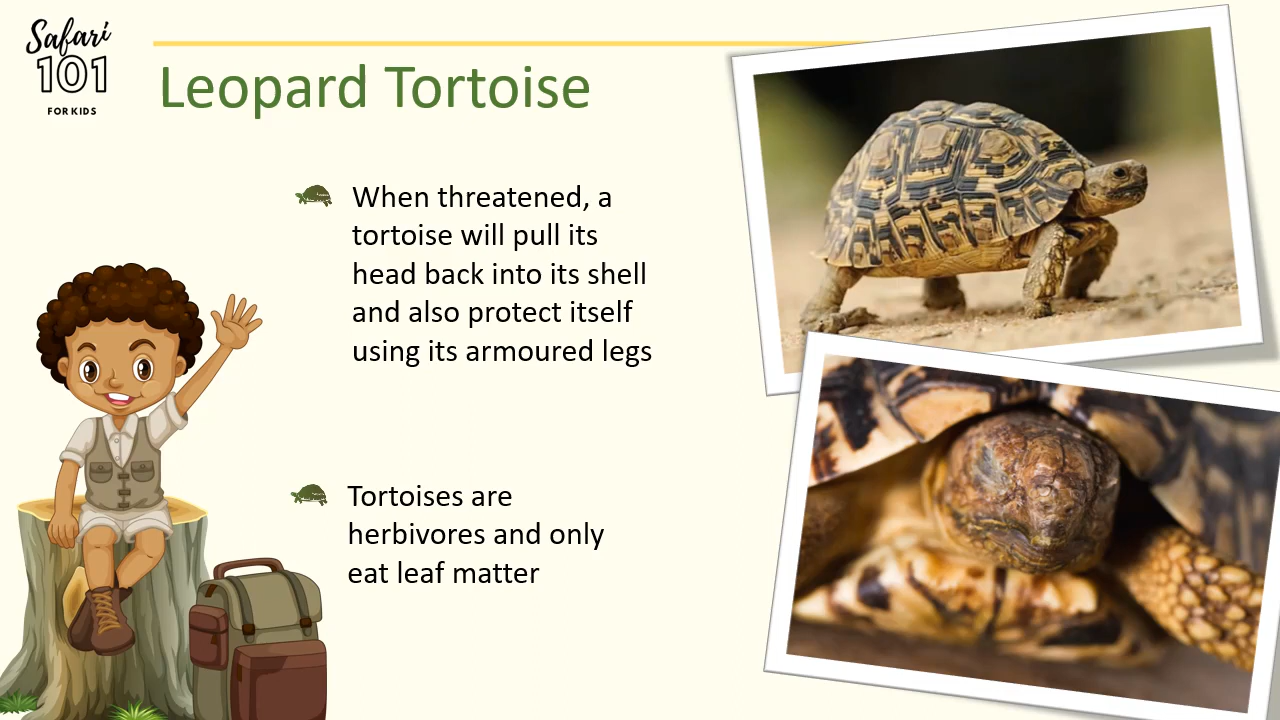 Safari
101
FOR KIDS
Leopard Tortoise
When threatened, a
tortoise will pull its
head back into its shell
and also protect itself
using its armoured legs
Tortoises are
herbivores and only
eat leaf matter